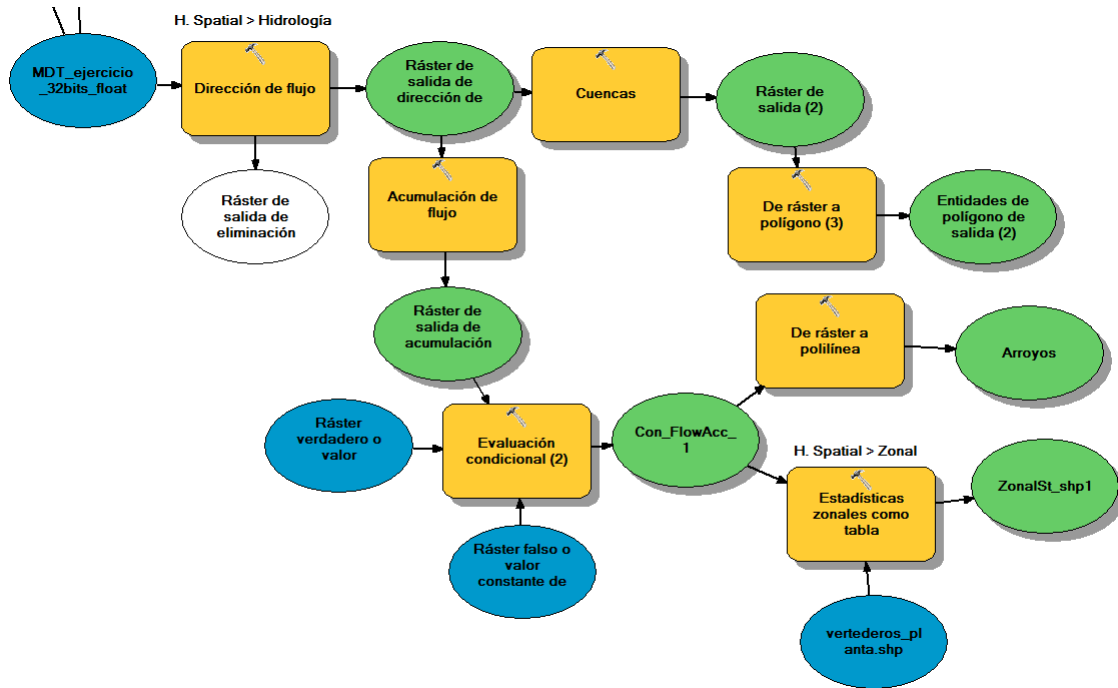 H. Spatial > Hidrología
MDT_ejercicio
_32bits_float
Dirección de flujo
Ráster de
salida de
dirección de
Cuencas
Ráster de
salida (2)
Ráster de
salida de
eliminación
Acumulación de
flujo
De ráster a
polígono (3)
Entidades de
polígono de
salida (2)
Ráster de
salida de
acumulación
De ráster a
polilínea
Arroyos
Ráster
verdadero o
valor
Evaluación
condicional (2)
Con_FlowAcc_
1
H. Spatial > Zonal
Estadísticas
zonales como
tabla
ZonalSt_shp1
Ráster falso o
valor
constante de
vertederos_pl
anta.shp